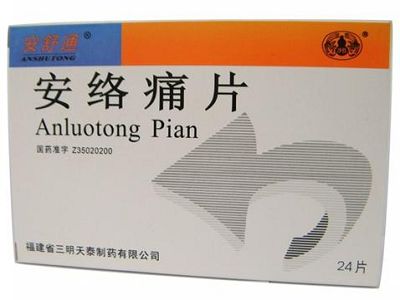 安舒通®
ANSHUTONG
安络痛片
Anluotong Pian
国药准字 Z35020200
福建省三明天泰制药有限公司
24片